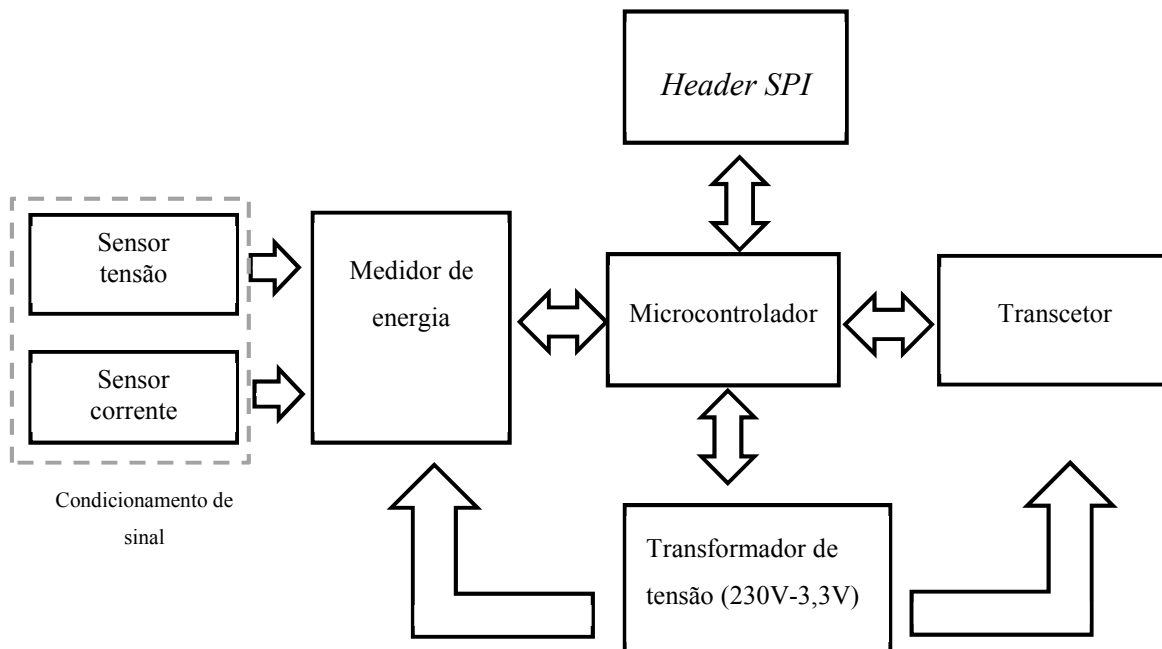 Header SPI
Sensor
tensão
Medidor de
energia
Microcontrolador
Transcetor
Sensor
corrente
Condicionamento de
sinal
Transformador de
tensão (230V-3,3V)